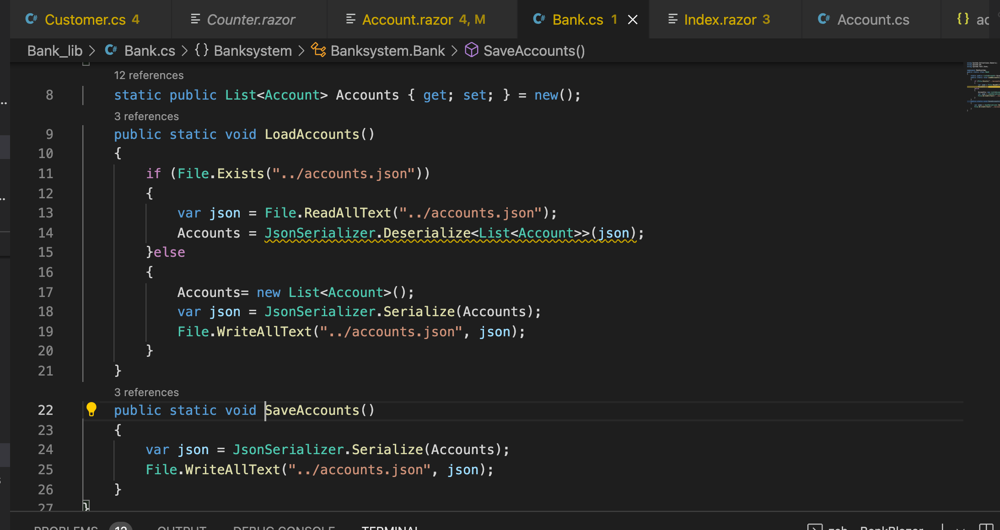 Customer.cs 4 Counter.razor Account.razor 4, M Bank.cs 1 Index.razor 3 Account.cs {}
Bank_lib > Bank.cs > {} Banksystem > Banksystem.Bank > SaveAccounts()
12 references
8 static public List<Account> Accounts { get; set; } = new();
3 references
9 public static void LoadAccounts()
10 {
11 if (File.Exists("../accounts.json"))
12 {
13 var json = File.ReadAllText("../accounts.json");
14 Accounts = JsonSerializer.Deserialize<List<Account>>(json);
15 }else
16 {
17 Accounts= new List<Account>();
18 var json = JsonSerializer.Serialize(Accounts);
19 File.WriteAllText("../accounts.json", json);
20 }
21 }
3 references
22 public static void SaveAccounts()
23 {
24 var json = JsonSerializer.Serialize(Accounts);
25 File.WriteAllText("../accounts.json", json);
26 }
27 }
PROBLEMS 12 OUTPUT DEBUG CONSOLE TERMINAL zsh - BankBlazor